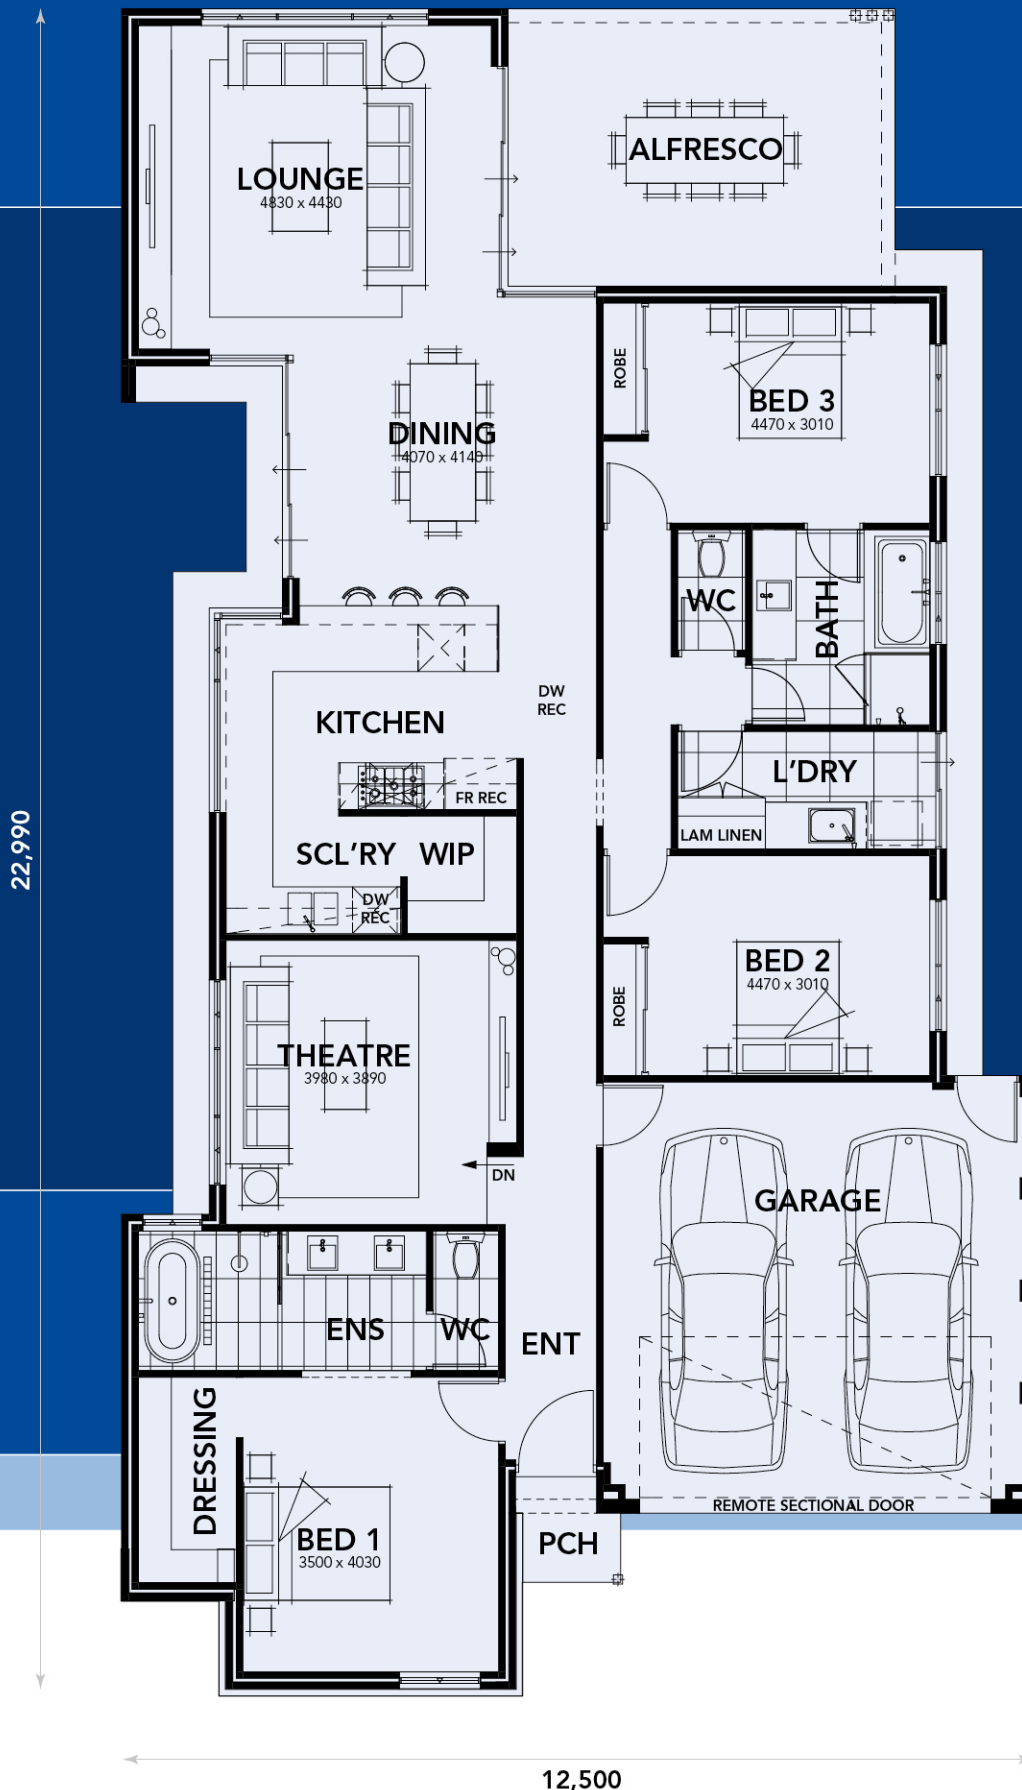 ALFRESCO
LOUNGE
4830 x 4430
ROBE
BED 3
4470 x 3010
DINING
4070 x 4140
WC
BATH
DW
REC
KITCHEN
L'DRY
FR REC
LAM LINEN
SCL'RY
WIP
DW
REC
22,990
BED 2
4470 x 3010
ROBE
THEATRE
3980 x 3890
DN
GARAGE
ENS
WC
ENT
DRESSING
REMOTE SECTIONAL DOOR
BED 1
3500 x 4030
PCH
12,500